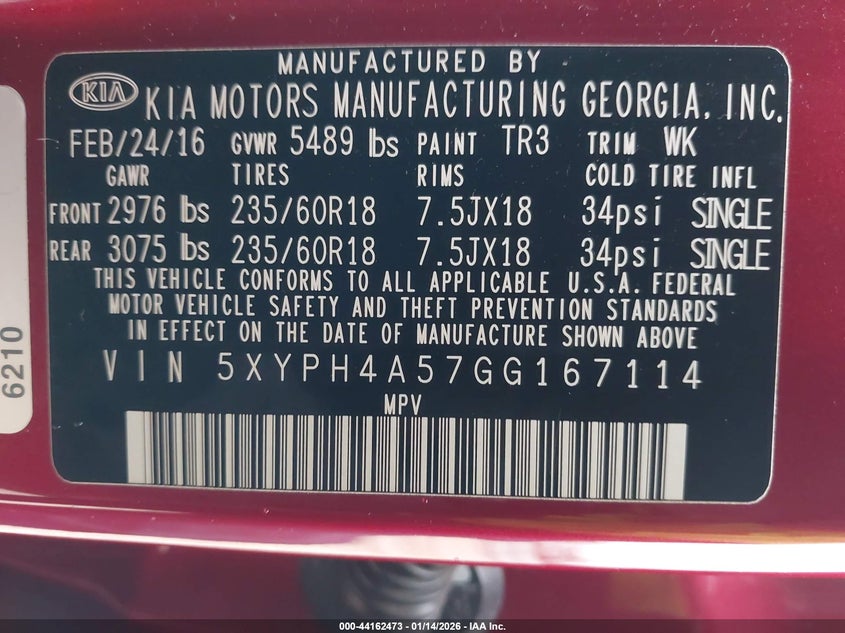 MANUFACTURED BY
KIA KIA MOTORS MANUFACTURING GEORGIA, INC.
FEB/24/16 GVWR 5489 lbs PAINT TR3 TRIM WK
GAWR TIRES RIMS COLD TIRE INFL
FRONT 2976 lbs 235/60R18 7.5JX18 34psi SINGLE
REAR 3075 lbs 235/60R18 7.5JX18 34psi SINGLE
THIS VEHICLE CONFORMS TO ALL APPLICABLE U.S.A. FEDERAL
MOTOR VEHICLE SAFETY AND THEFT PREVENTION STANDARDS
IN EFFECT ON THE DATE OF MANUFACTURE SHOWN ABOVE
VIN 5XYPH4A57GG167114
MPV
6210
000-44162473 - 01/14/2026 - IAA Inc.